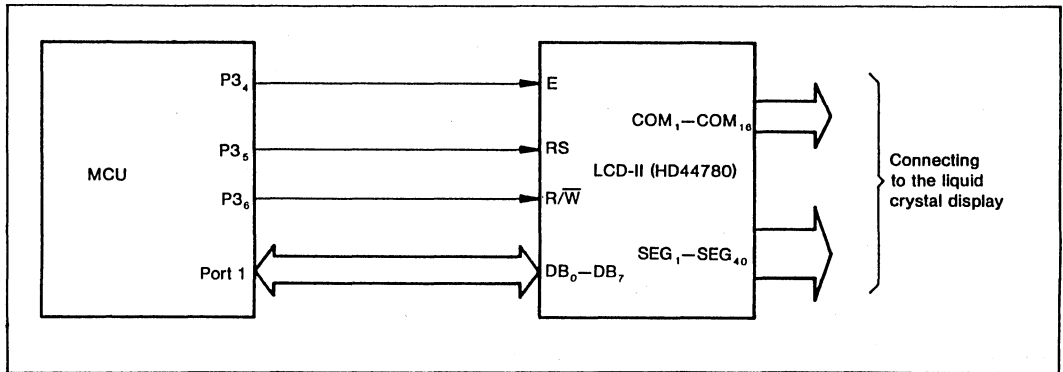 MCU
P3₄
P3₅
P3₆
Port 1
E
RS
R/W̅
DB₀—DB₇
LCD-II (HD44780)
COM₁—COM₁₆
SEG₁—SEG₄₀
Connecting
to the liquid
crystal display